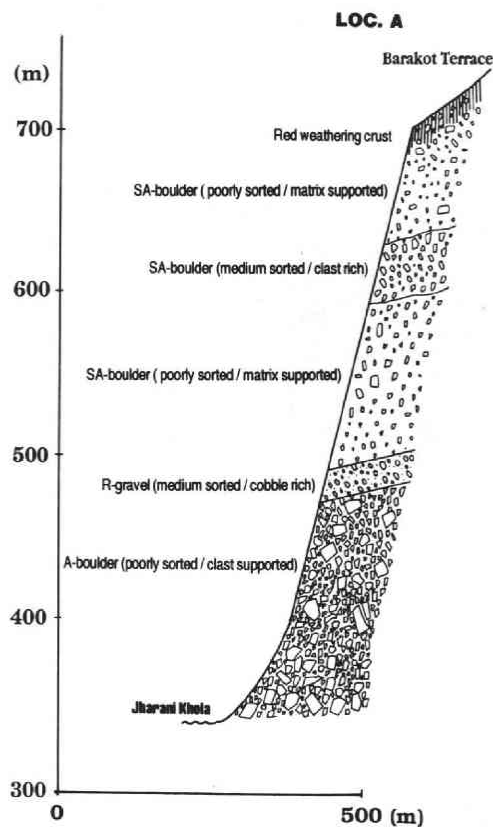 LOC. A
Barakot Terrace
(m)
700
Red weathering crust
SA-boulder ( poorly sorted / matrix supported)
SA-boulder (medium sorted / clast rich)
600
SA-boulder ( poorly sorted / matrix supported)
500
R-gravel (medium sorted / cobble rich)
A-boulder (poorly sorted / clast supported)
400
Jharani Khola
300
0
500 (m)